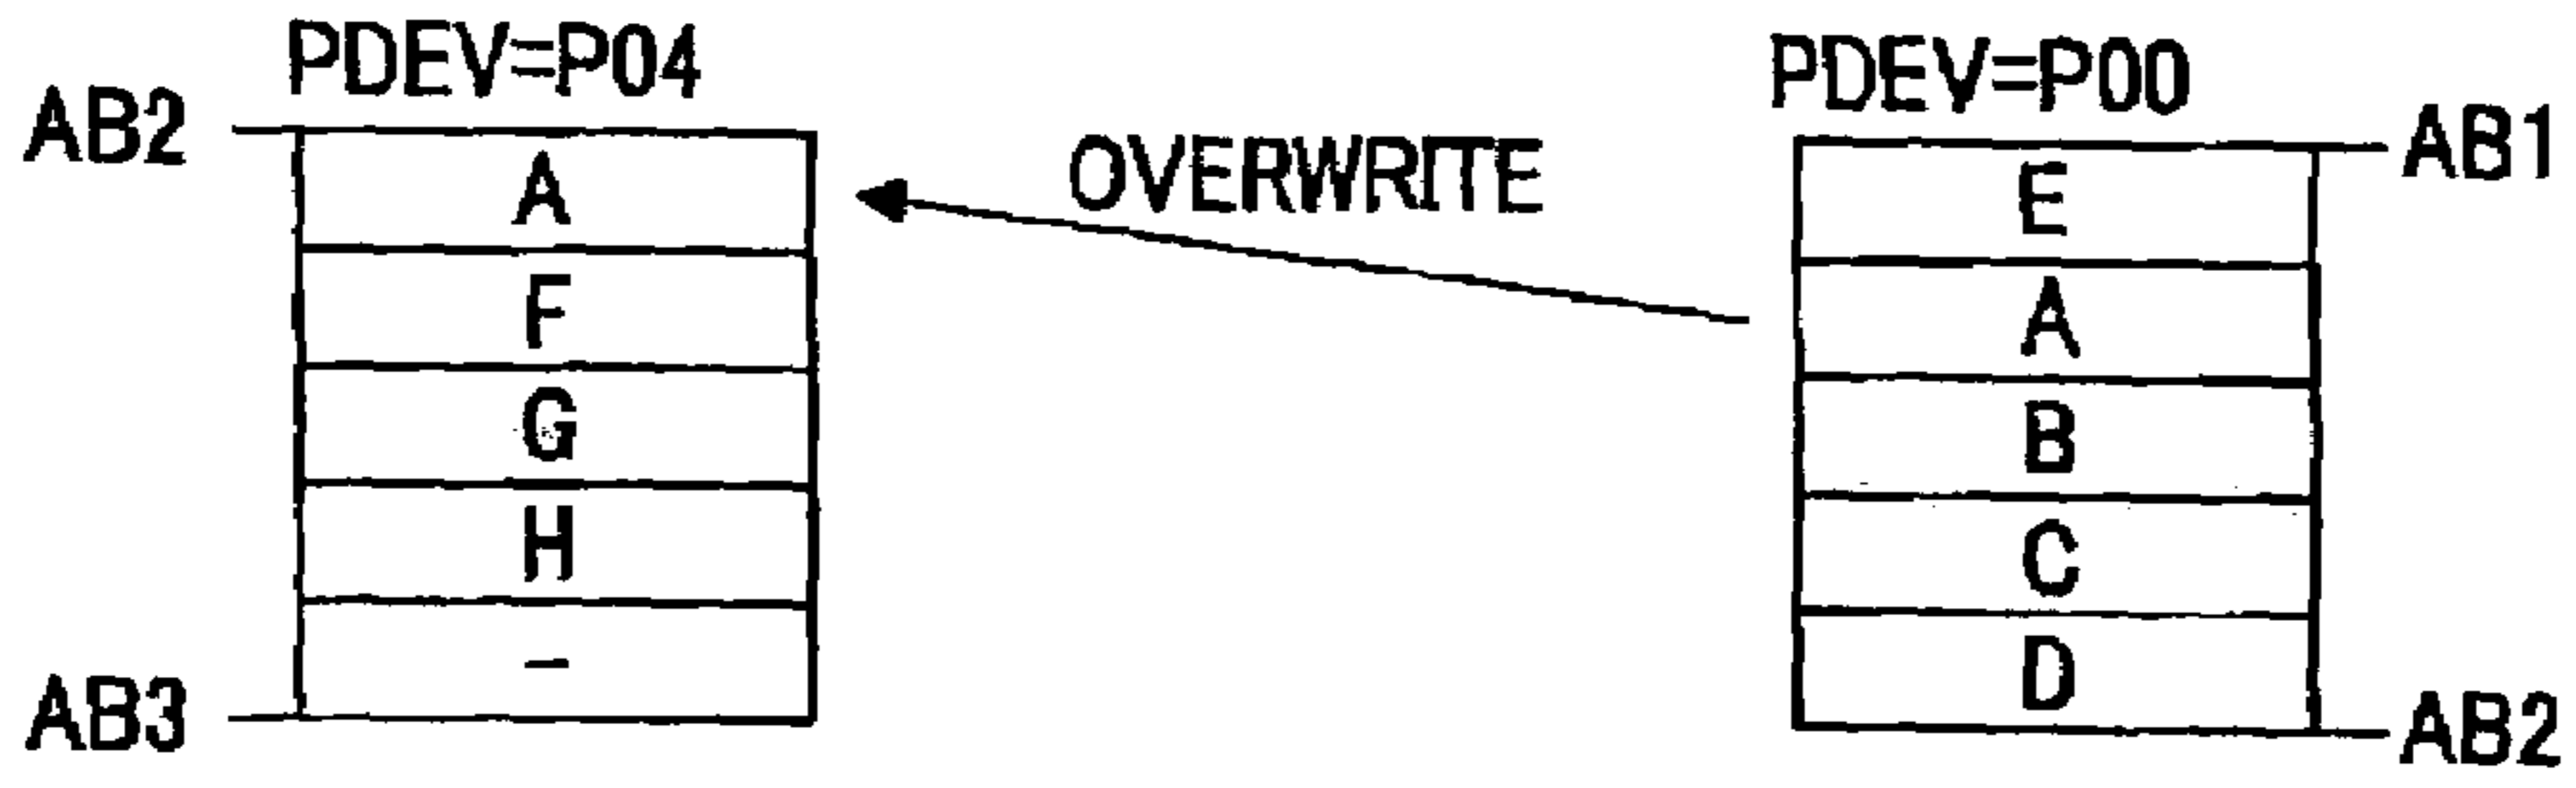 PDEV=P04
AB2
A
F
G
H
-
AB3
OVERWRITE
PDEV=P00
AB1
E
A
B
C
D
AB2